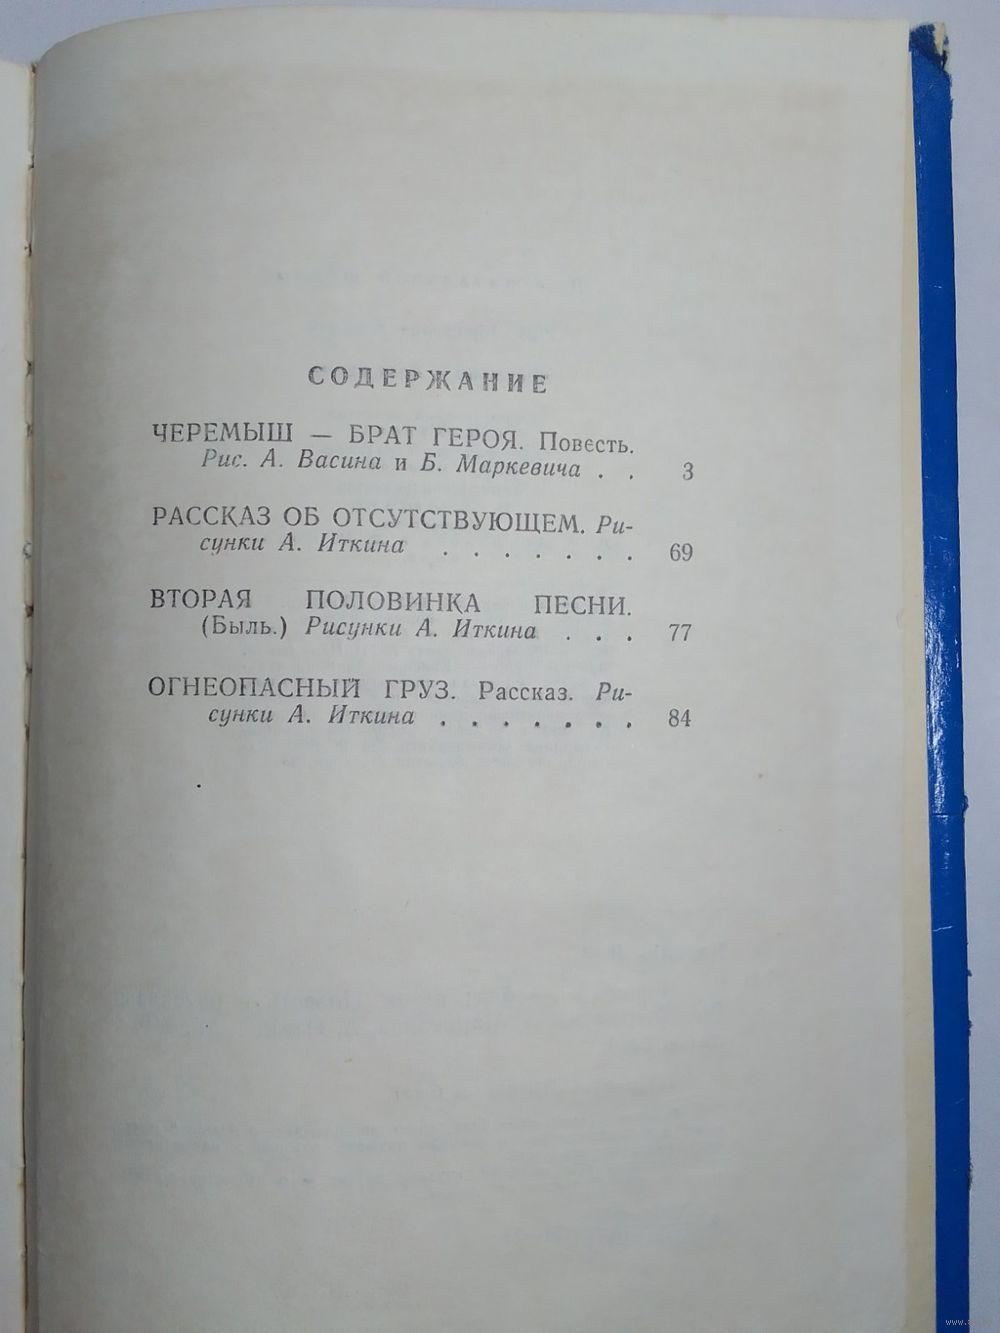 СОДЕРЖАНИЕ
ЧЕРЕМЫШ — БРАТ ГЕРОЯ. Повесть.
Рис. А. Васина и Б. Маркевича . . 3
РАССКАЗ ОБ ОТСУТСТВУЮЩЕМ. Ри-
сунки А. Иткина . . . . . . . 69
ВТОРАЯ ПОЛОВИНКА ПЕСНИ.
(Быль.) Рисунки А. Иткина . . . 77
ОГНЕОПАСНЫЙ ГРУЗ. Рассказ. Ри-
сунки А. Иткина . . . . . . . 84